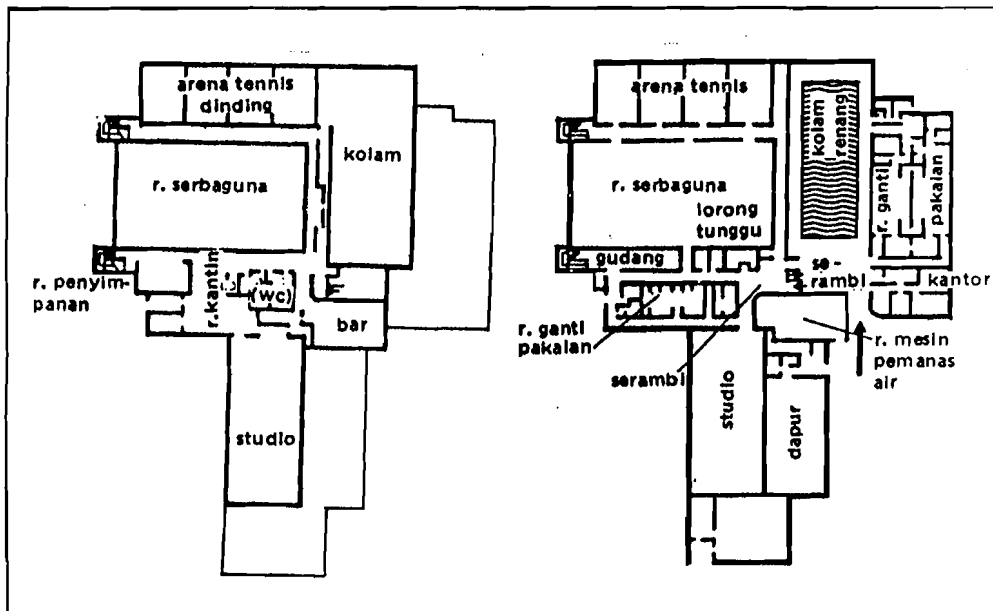 arena tennis
dinding
kolam
r. serbaguna
r. penyim-
panan
r.kantin
(wc)
bar
studio
arena tennis
kolam
renang
r. serbaguna
lorong
tunggu
r. ganti
pakaian
gudang
se-
rambi
kantor
r. ganti
pakaian
serambi
r. mesin
pemanas
air
studio
dapur